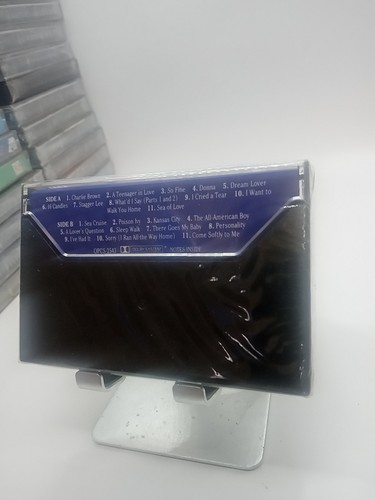 SIDE A 1. Charlie Brown 2. A Teenager in Love 3. So Fine 4. Donna 5. Dream Lover
6. 16 Candles 7. Stagger Lee 8. What'd I Say (Parts 1 and 2) 9. I Cried a Tear 10. I Want to
Walk You Home 11. Sea of Love
SIDE B 1. Sea Cruise 2. Poison Ivy 3. Kansas City 4. The All-American Boy
5. A Lover's Question 6. Sleep Walk 7. There Goes My Baby 8. Personality
9. I've Had It 10. Sorry (I Ran All the Way Home) 11. Come Softly to Me
DOLBY SYSTEM